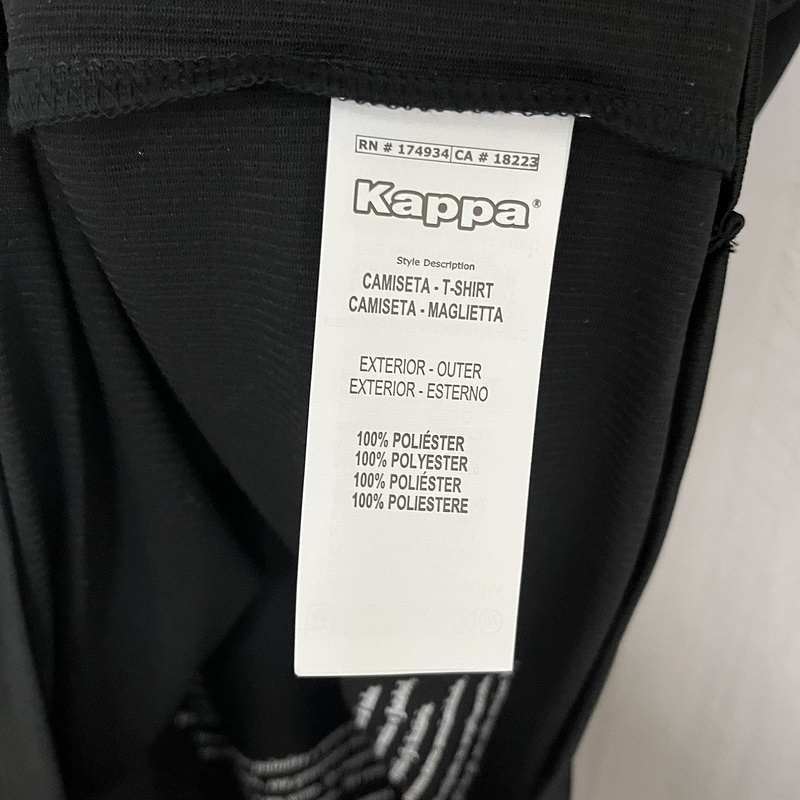 RN # 174934 CA # 18223
Kappa®
Style Description
CAMISETA - T-SHIRT
CAMISETA - MAGLIETTA
EXTERIOR - OUTER
EXTERIOR - ESTERNO
100% POLIÉSTER
100% POLYESTER
100% POLIÉSTER
100% POLIESTERE